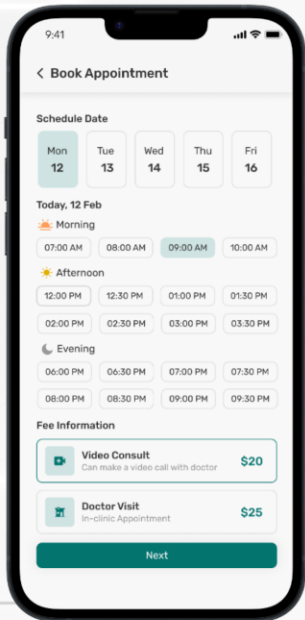 9:41
< Book Appointment
Schedule Date
Mon Tue Wed Thu Fri
12 13 14 15 16
Today, 12 Feb
Morning
07:00 AM 08:00 AM 09:00 AM 10:00 AM
Afternoon
12:00 PM 12:30 PM 01:00 PM 01:30 PM
02:00 PM 02:30 PM 03:00 PM 03:30 PM
Evening
06:00 PM 06:30 PM 07:00 PM 07:30 PM
08:00 PM 08:30 PM 09:00 PM 09:30 PM
Fee Information
Video Consult
Can make a video call with doctor
$20
Doctor Visit
In-clinic Appointment
$25
Next